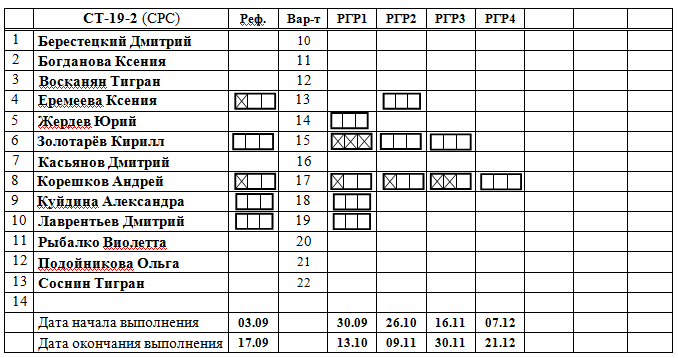 СТ-19-2 (СРС) Реф. Вар-т РГР1 РГР2 РГР3 РГР4
1 Берестецкий Дмитрий 10
2 Богданова Ксения 11
3 Восканян Тигран 12
4 Еремеева Ксения 13
5 Жердев Юрий 14
6 Золотарёв Кирилл 15
7 Касьянов Дмитрий 16
8 Корешков Андрей 17
9 Куйдина Александра 18
10 Лаврентьев Дмитрий 19
11 Рыбалко Виолетта 20
12 Подойникова Ольга 21
13 Соснин Тигран 22
14
Дата начала выполнения 03.09 30.09 26.10 16.11 07.12
Дата окончания выполнения 17.09 13.10 09.11 30.11 21.12